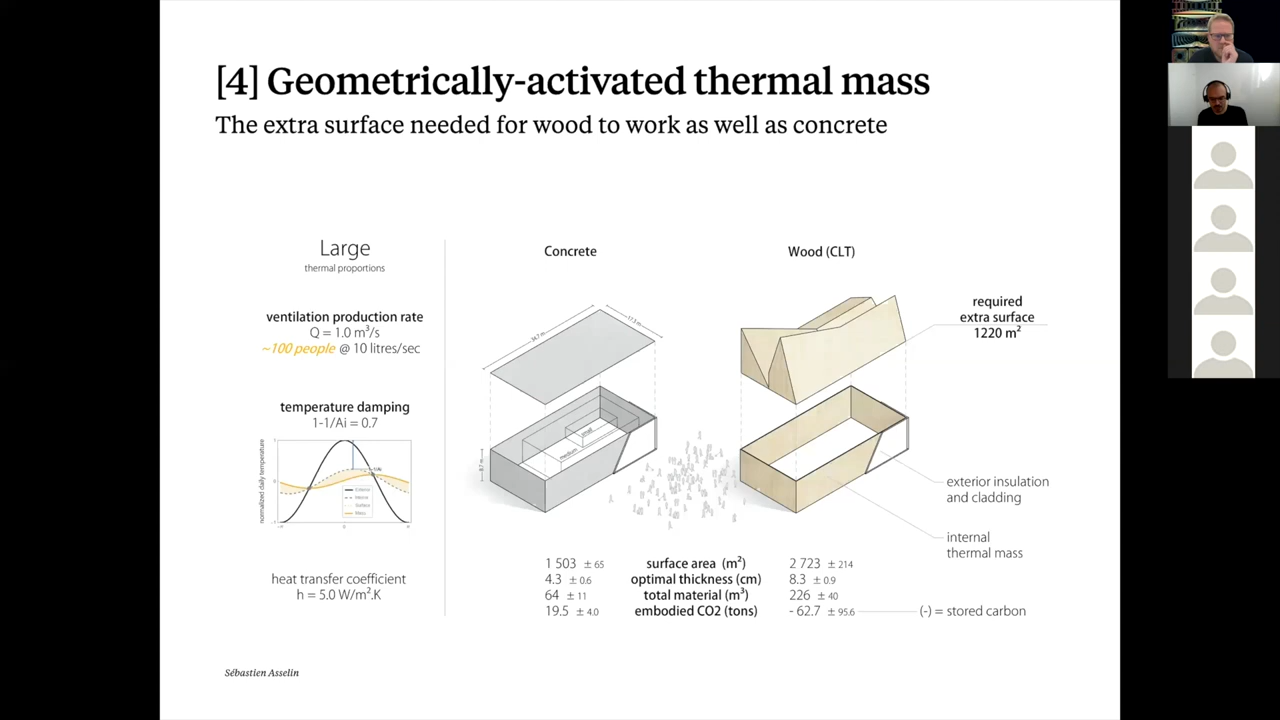 [4] Geometrically-activated thermal mass
The extra surface needed for wood to work as well as concrete
Large
thermal proportions
ventilation production rate
Q = 1.0 m³/s
~100 people @ 10 litres/sec
temperature damping
1-1/Ai = 0.7
normalized daily temperature
heat transfer coefficient
h = 5.0 W/m².K
Concrete
Wood (CLT)
small
medium
required
extra surface
1220 m²
exterior insulation
and cladding
internal
thermal mass
1 503 ± 65 surface area (m²) 2 723 ± 214
4.3 ± 0.6 optimal thickness (cm) 8.3 ± 0.9
64 ± 11 total material (m³) 226 ± 40
19.5 ± 4.0 embodied CO2 (tons) - 62.7 ± 95.6 (-) = stored carbon
Sébastien Asselin